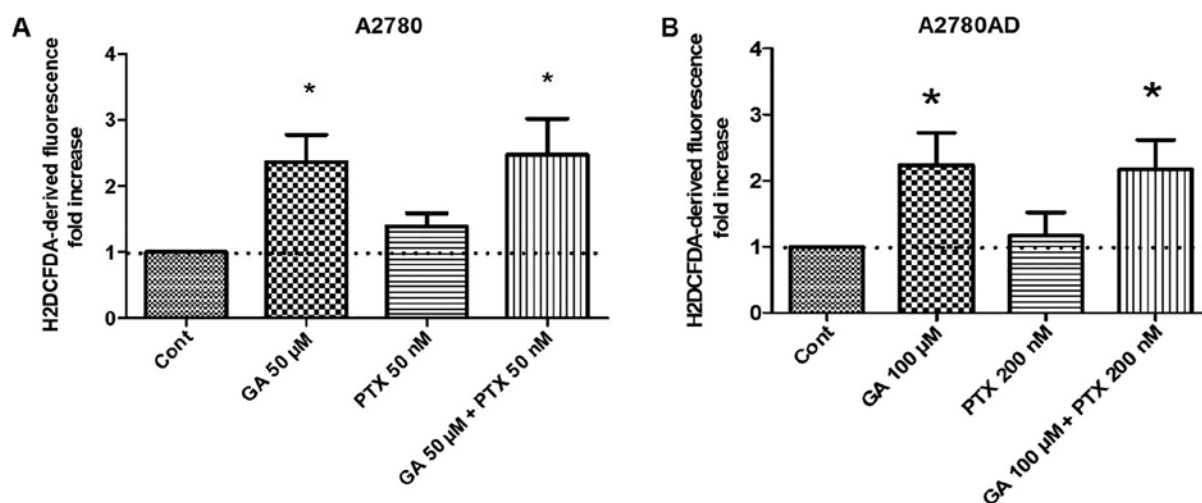 A
A2780
H2DCFDA-derived fluorescence
fold increase
4
3
2
1
0
*
*
Cont
GA 50 µM
PTX 50 nM
GA 50 µM + PTX 50 nM
B
A2780AD
H2DCFDA-derived fluorescence
fold increase
4
3
2
1
0
*
*
Cont
GA 100 µM
PTX 200 nM
GA 100 µM + PTX 200 nM